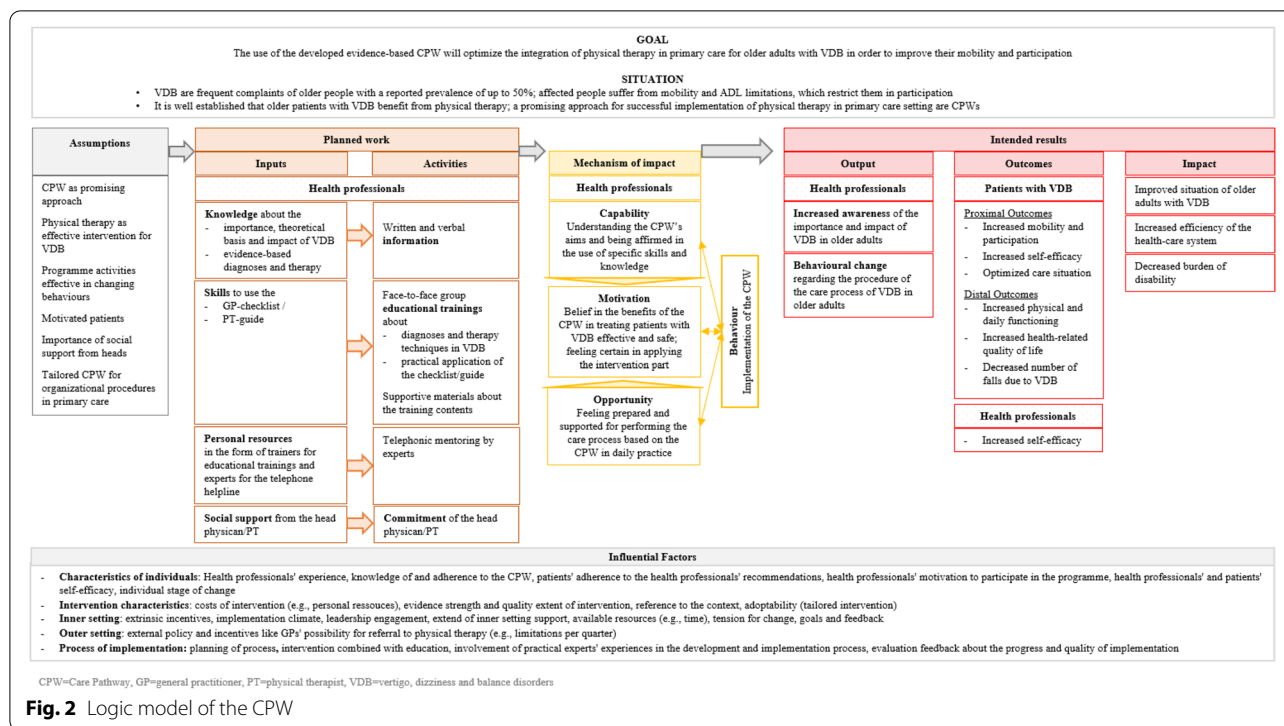 GOAL
The use of the developed evidence-based CPW will optimize the integration of physical therapy in primary care for older adults with VDB in order to improve their mobility and participation
SITUATION
• VDB are frequent complaints of older people with a reported prevalence of up to 50%; affected people suffer from mobility and ADL limitations, which restrict them in participation
• It is well established that older patients with VDB benefit from physical therapy; a promising approach for successful implementation of physical therapy in primary care setting are CPWs
Assumptions
CPW as promising
approach
Physical therapy as
effective intervention for
VDB
Programme activities
effective in changing
behaviours
Motivated patients
Importance of social
support from heads
Tailored CPW for
organizational procedures
in primary care
Planned work
Inputs
Activities
Health professionals
Knowledge about the
- importance, theoretical
basis and impact of VDB
- evidence-based
diagnoses and therapy
Written and verbal
information
Skills to use the
- GP-checklist /
- PT-guide
Face-to-face group
educational trainings
about
- diagnoses and therapy
techniques in VDB
- practical application of
the checklist/guide
Supportive materials about
the training contents
Personal resources
in the form of trainers for
educational trainings and
experts for the telephone
helpline
Telephonic mentoring by
experts
Social support from the head
physican/PT
Commitment of the head
physican/PT
Mechanism of impact
Health professionals
Capability
Understanding the CPW's
aims and being affirmed in
the use of specific skills and
knowledge
Motivation
Belief in the benefits of the
CPW in treating patients with
VDB effective and safe;
feeling certain in applying
the intervention part
Opportunity
Feeling prepared and
supported for performing the
care process based on the
CPW in daily practice
Behaviour
Implementation of the CPW
Intended results
Output
Health professionals
Increased awareness of the
importance and impact of
VDB in older adults
Behavioural change
regarding the procedure of
the care process of VDB in
older adults
Outcomes
Patients with VDB
Proximal Outcomes
- Increased mobility and
participation
- Increased self-efficacy
- Optimized care situation
Distal Outcomes
- Increased physical and
daily functioning
- Increased health-related
quality of life
- Decreased number of
falls due to VDB
Health professionals
- Increased self-efficacy
Impact
Improved situation of older
adults with VDB
Increased efficiency of the
health-care system
Decreased burden of
disability
Influential Factors
- Characteristics of individuals: Health professionals' experience, knowledge of and adherence to the CPW, patients' adherence to the health professionals' recommendations, health professionals' motivation to participate in the programme, health professionals' and patients'
self-efficacy, individual stage of change
- Intervention characteristics: costs of intervention (e.g., personal ressouces), evidence strength and quality extent of intervention, reference to the context, adoptability (tailored intervention)
- Inner setting: extrinsic incentives, implementation climate, leadership engagement, extend of inner setting support, available resources (e.g., time), tension for change, goals and feedback
- Outer setting: external policy and incentives like GPs' possibility for referral to physical therapy (e.g., limitations per quarter)
- Process of implementation: planning of process, intervention combined with education, involvement of practical experts' experiences in the development and implementation process, evaluation feedback about the progress and quality of implementation
CPW=Care Pathway, GP=general practitioner, PT=physical therapist, VDB=vertigo, dizziness and balance disorders
Fig. 2 Logic model of the CPW